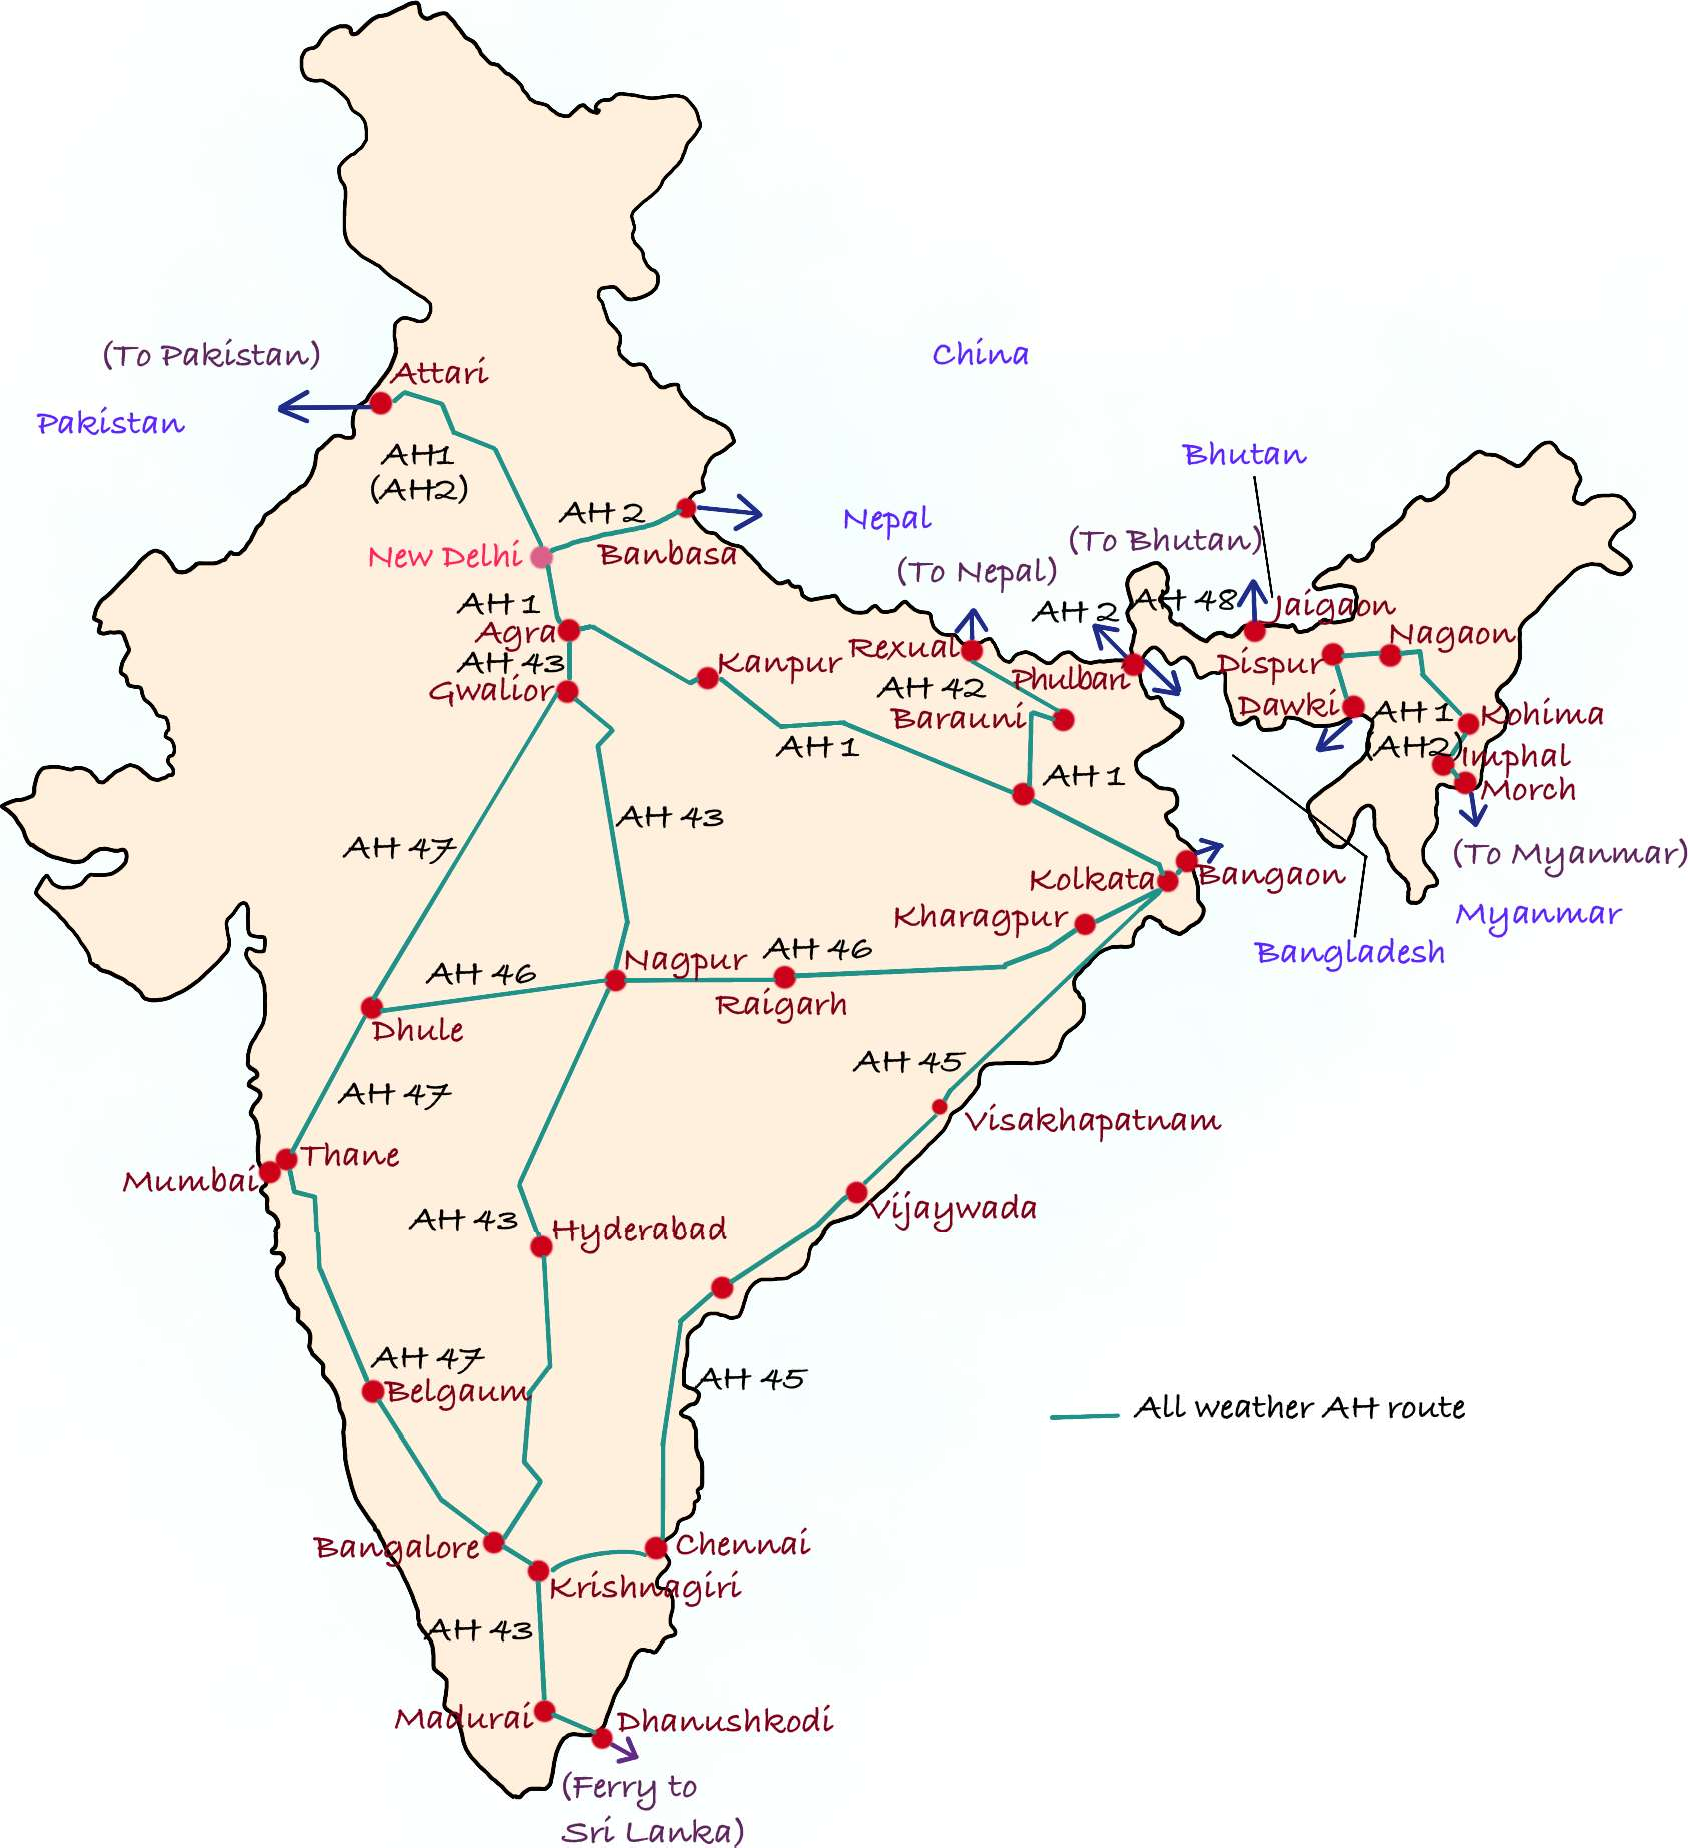 (To Pakistan)
China
Attari
Pakistan
AH1
(AH2)
Bhutan
AH 2
Nepal
New Delhi
Banbasa
(To Bhutan)
(To Nepal)
AH 1
AH 2
AH 48
Jaigaon
Agra
Nagaon
AH 43
Kanpur
Rexual
Dispur
Gwalior
AH 42
Phulbari
Barauni
Dawki
AH 1
Kohima
AH 1
(AH2)
Imphal
AH 1
Morch
AH 43
AH 47
(To Myanmar)
Kolkata
Bangaon
Kharagpur
Myanmar
AH 46
Nagpur
AH 46
Bangladesh
Raigarh
Dhule
AH 45
AH 47
Visakhapatnam
Thane
Mumbai
Vijaywada
AH 43
Hyderabad
AH 47
Belgaum
AH 45
All weather AH route
Bangalore
Chennai
Krishnagiri
AH 43
Madurai
Dhanushkodi
(Ferry to
Sri Lanka)